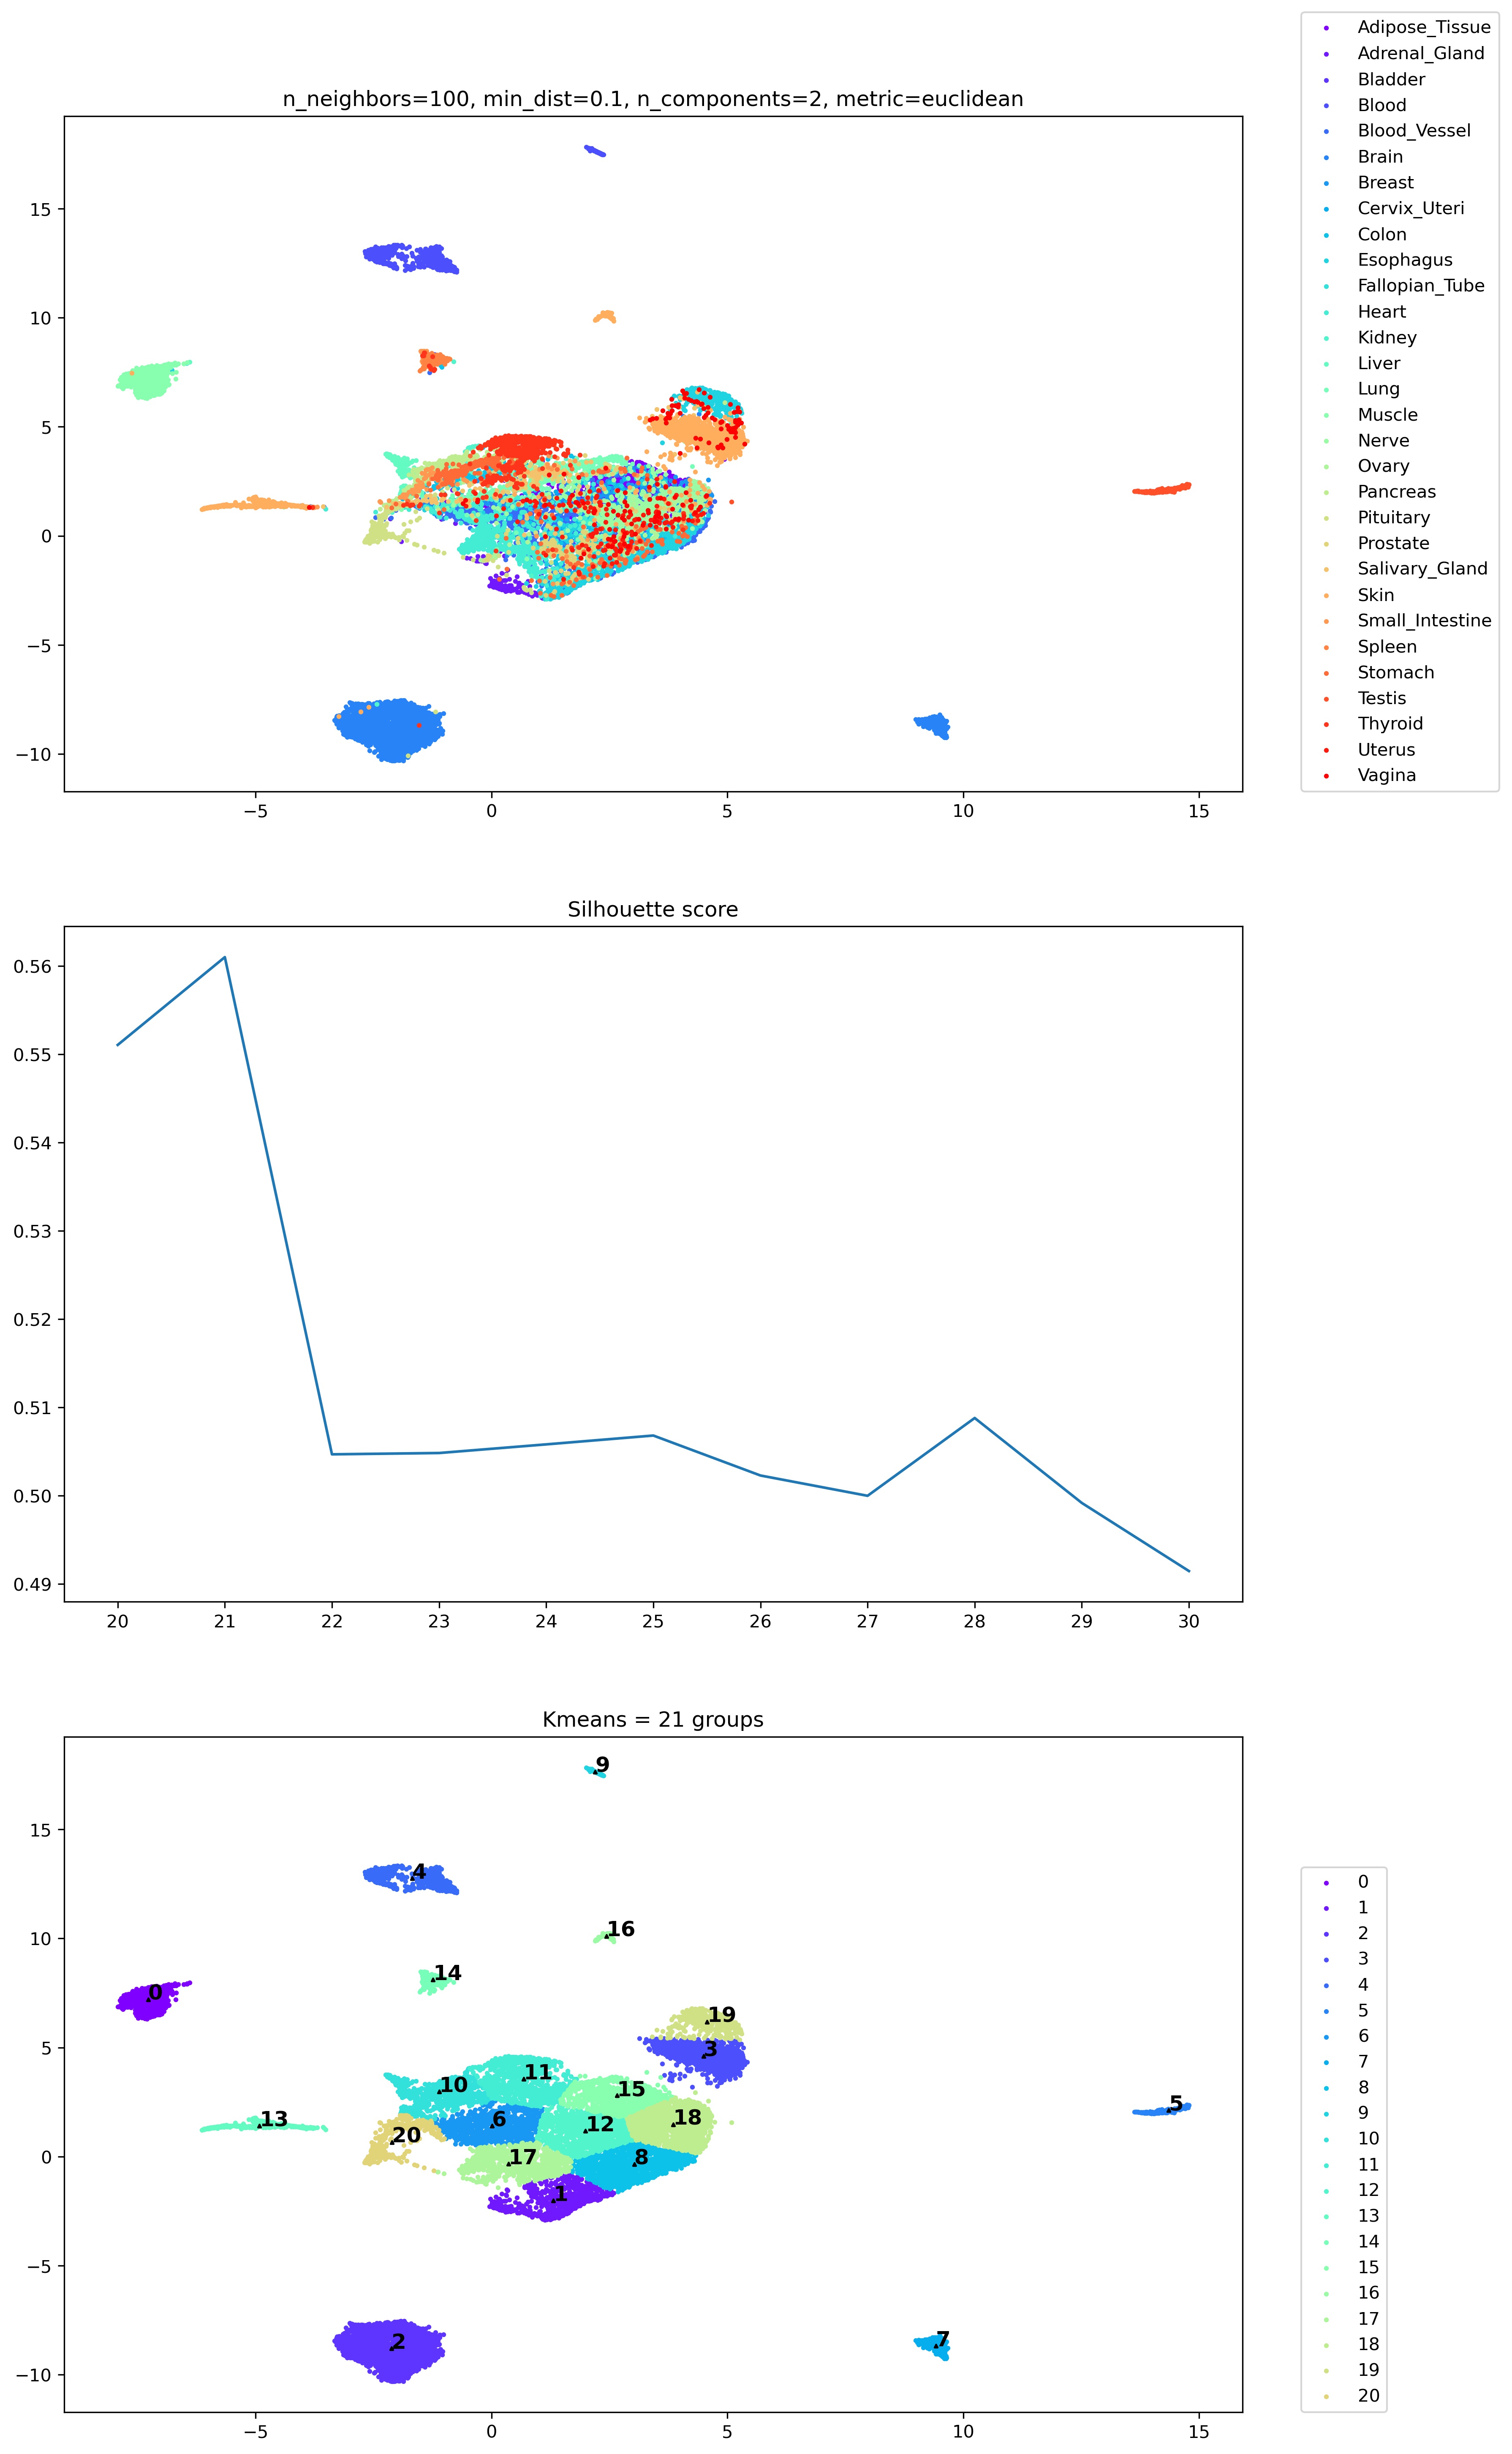 n_neighbors=100, min_dist=0.1, n_components=2, metric=euclidean
15
10
5
0
−5
−10
−5
0
5
10
15
Adipose_Tissue
Adrenal_Gland
Bladder
Blood
Blood_Vessel
Brain
Breast
Cervix_Uteri
Colon
Esophagus
Fallopian_Tube
Heart
Kidney
Liver
Lung
Muscle
Nerve
Ovary
Pancreas
Pituitary
Prostate
Salivary_Gland
Skin
Small_Intestine
Spleen
Stomach
Testis
Thyroid
Uterus
Vagina
Silhouette score
0.56
0.55
0.54
0.53
0.52
0.51
0.50
0.49
20
21
22
23
24
25
26
27
28
29
30
Kmeans = 21 groups
15
10
5
0
−5
−10
−5
0
5
10
15
9
4
16
14
0
19
3
11
10
15
13
6
12
18
5
20
17
8
1
2
7
0
1
2
3
4
5
6
7
8
9
10
11
12
13
14
15
16
17
18
19
20